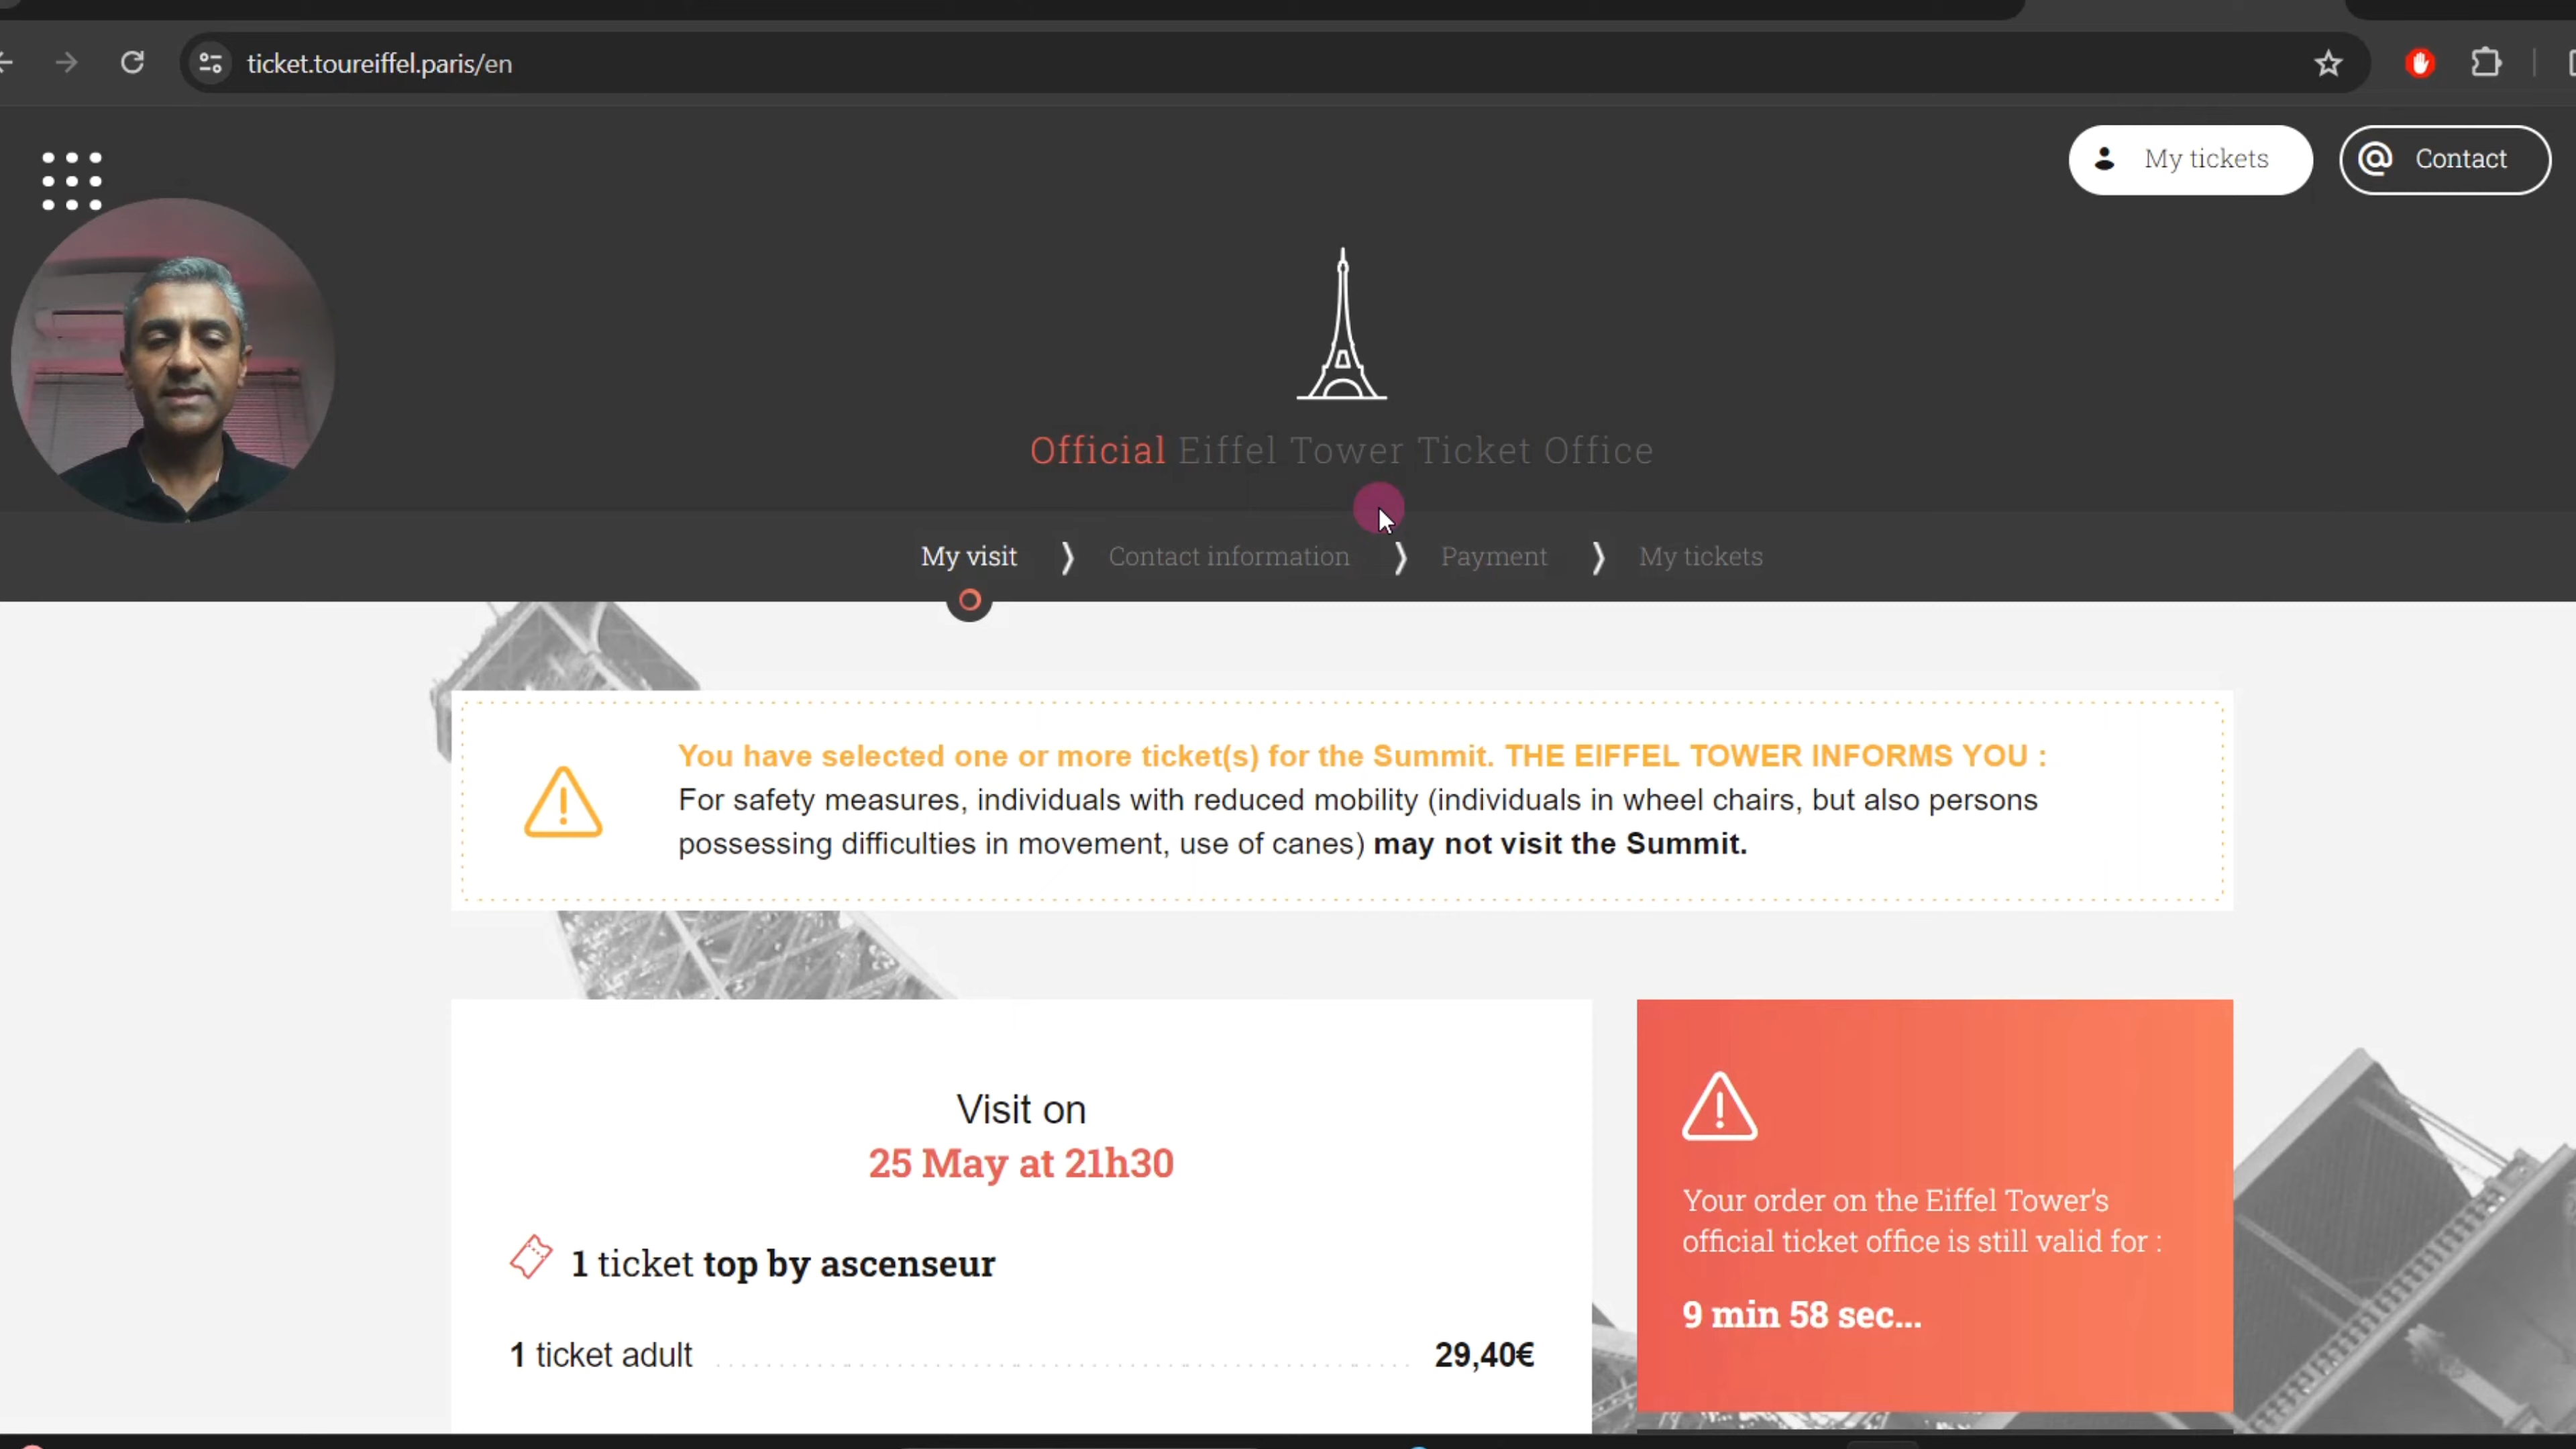 ticket.toureiffel.paris/en
My tickets
Contact
Official Eiffel Tower Ticket Office
My visit
Contact information
Payment
My tickets
You have selected one or more ticket(s) for the Summit. THE EIFFEL TOWER INFORMS YOU :
For safety measures, individuals with reduced mobility (individuals in wheel chairs, but also persons
possessing difficulties in movement, use of canes) may not visit the Summit.
Visit on
25 May at 21h30
1 ticket top by ascenseur
1 ticket adult 29,40€
Your order on the Eiffel Tower's
official ticket office is still valid for :
9 min 58 sec...